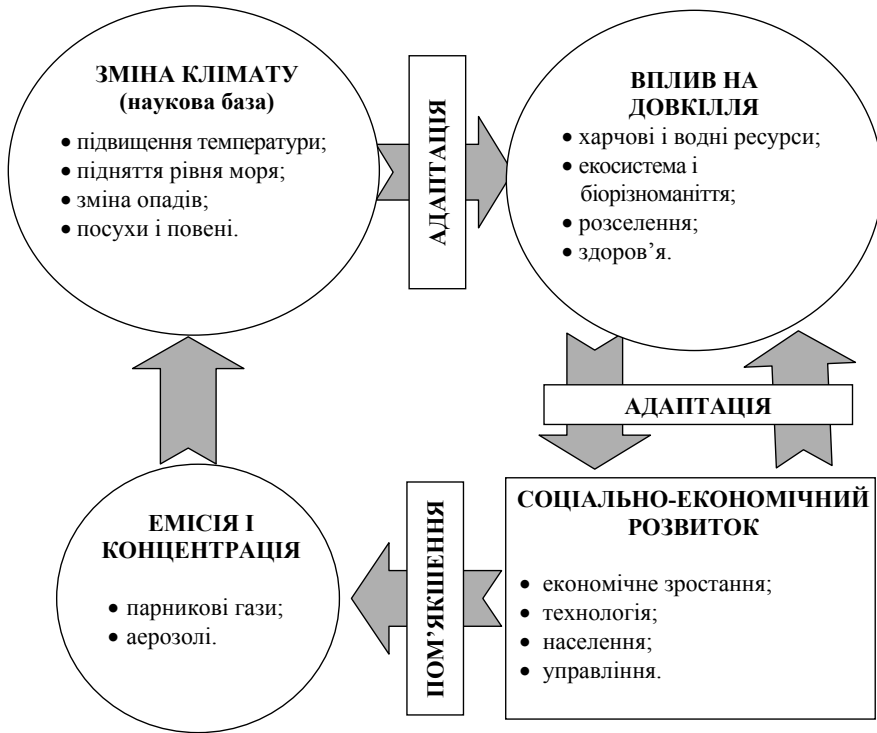 ЗМІНА КЛІМАТУ
(наукова база)
• підвищення температури;
• підняття рівня моря;
• зміна опадів;
• посухи і повені.
АДАПТАЦІЯ
ВПЛИВ НА
ДОВКІЛЛЯ
• харчові і водні ресурси;
• екосистема і
біорізноманіття;
• розселення;
• здоров’я.
АДАПТАЦІЯ
ЕМІСІЯ І
КОНЦЕНТРАЦІЯ
• парникові гази;
• аерозолі.
ПОМ’ЯКШЕННЯ
СОЦІАЛЬНО-ЕКОНОМІЧНИЙ
РОЗВИТОК
• економічне зростання;
• технологія;
• населення;
• управління.